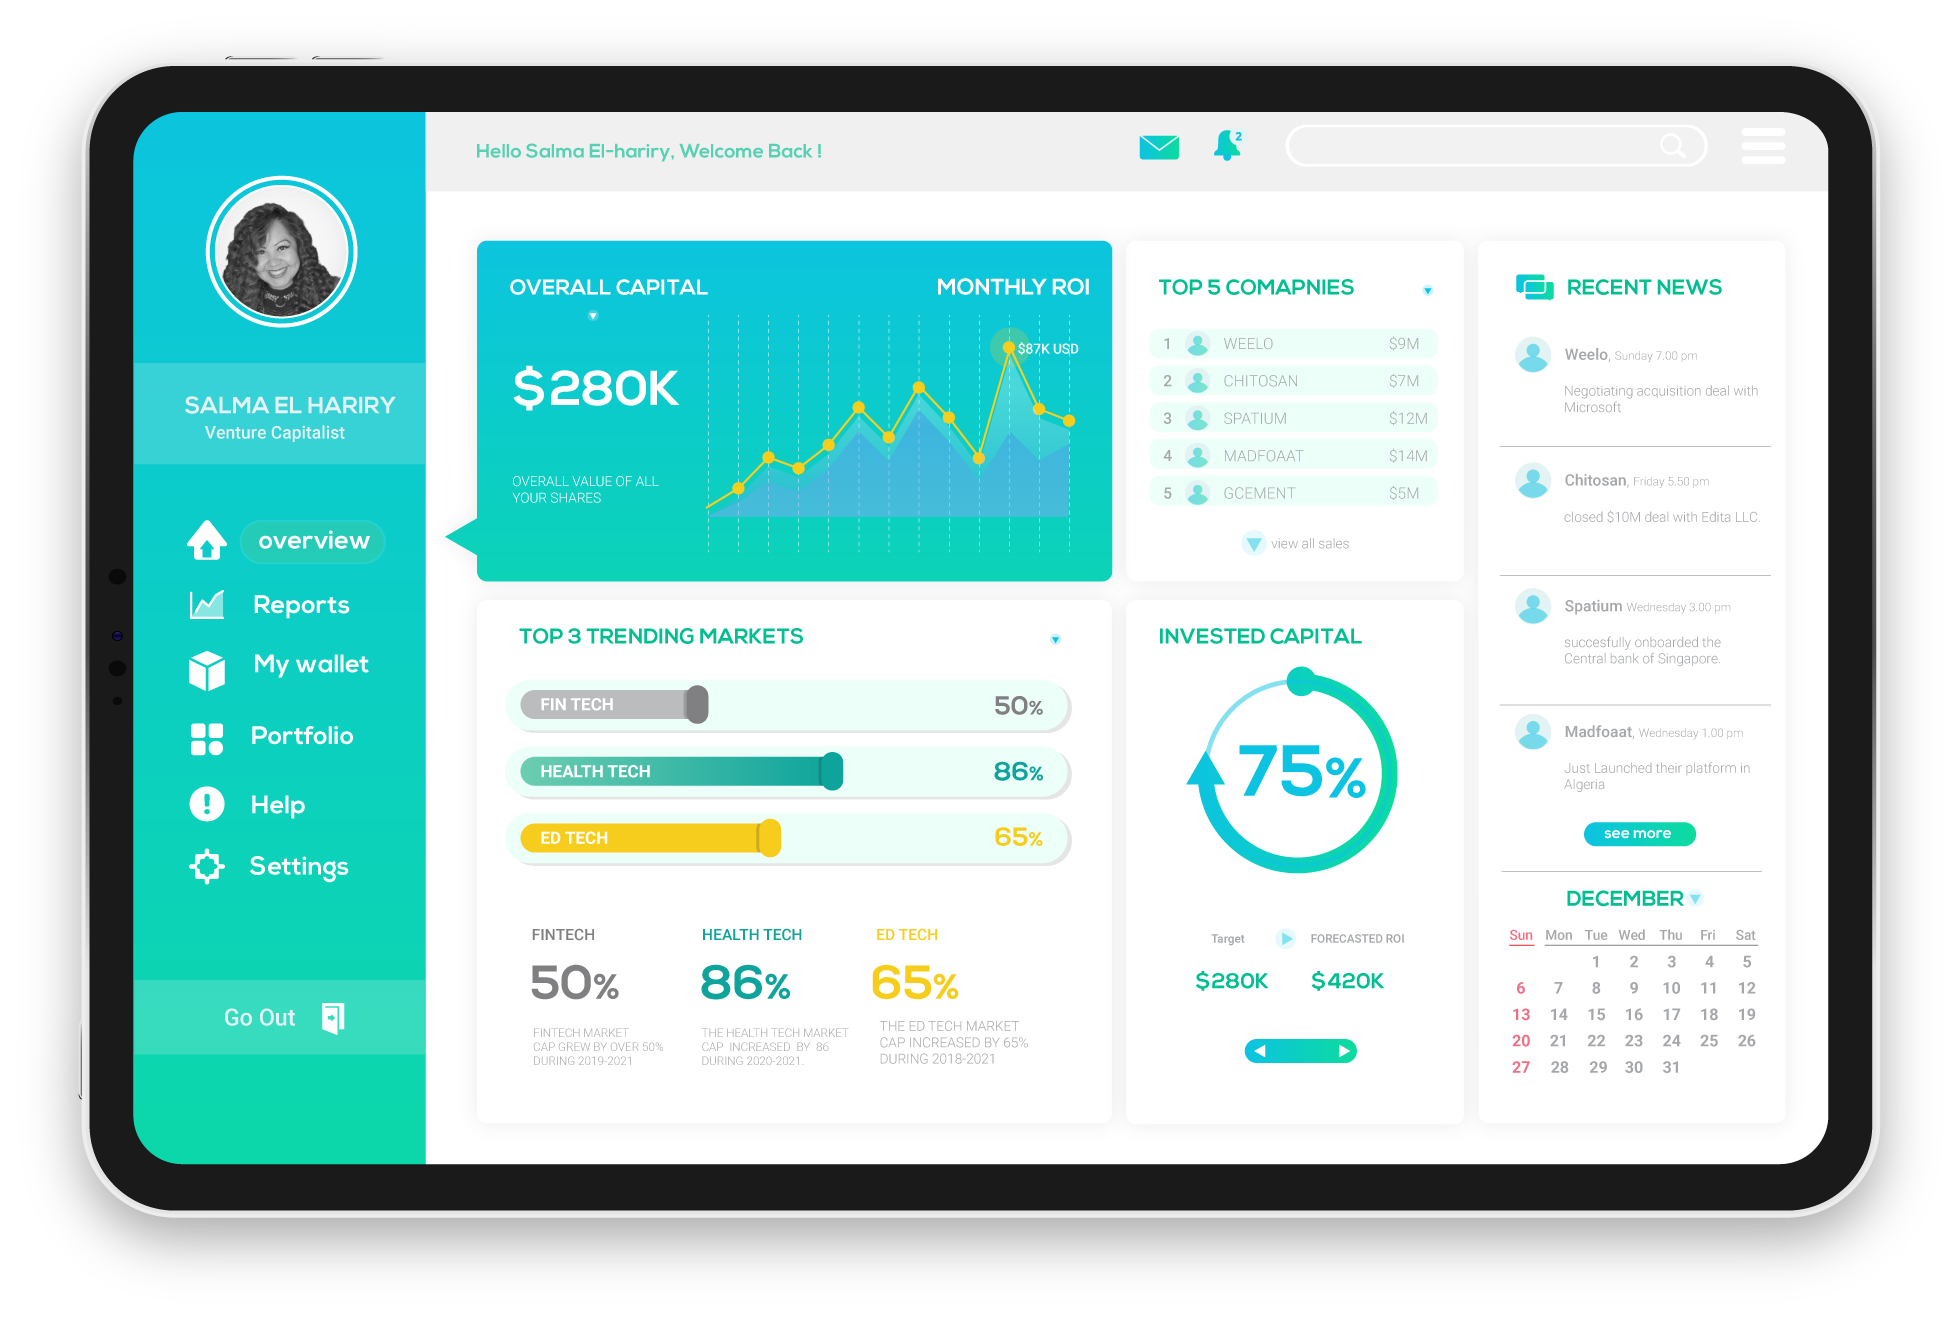 Hello Salma El-hariry, Welcome Back !
2
SALMA EL HARIRY
Venture Capitalist
overview
Reports
My wallet
Portfolio
Help
Settings
Go Out
OVERALL CAPITAL
MONTHLY ROI
$87K USD
$280K
OVERALL VALUE OF ALL
YOUR SHARES
TOP 5 COMAPNIES
1 WEELO $9M
2 CHITOSAN $7M
3 SPATIUM $12M
4 MADFOAAT $14M
5 GCEMENT $5M
view all sales
RECENT NEWS
Weelo, Sunday 7.00 pm
Negotiating acquisition deal with
Microsoft
Chitosan, Friday 5.50 pm
closed $10M deal with Edita LLC.
Spatium Wednesday 3.00 pm
succesfully onboarded the
Central bank of Singapore.
Madfoaat, Wednesday 1.00 pm
Just Launched their platform in
Algeria
see more
TOP 3 TRENDING MARKETS
FIN TECH 50%
HEALTH TECH 86%
ED TECH 65%
FINTECH
50%
FINTECH MARKET
CAP GREW BY OVER 50%
DURING 2019-2021
HEALTH TECH
86%
THE HEALTH TECH MARKET
CAP INCREASED BY 86
DURING 2020-2021.
ED TECH
65%
THE ED TECH MARKET
CAP INCREASED BY 65%
DURING 2018-2021
INVESTED CAPITAL
75%
Target FORECASTED ROI
$280K $420K
DECEMBER
Sun Mon Tue Wed Thu Fri Sat
1 2 3 4 5
6 7 8 9 10 11 12
13 14 15 16 17 18 19
20 21 22 23 24 25 26
27 28 29 30 31